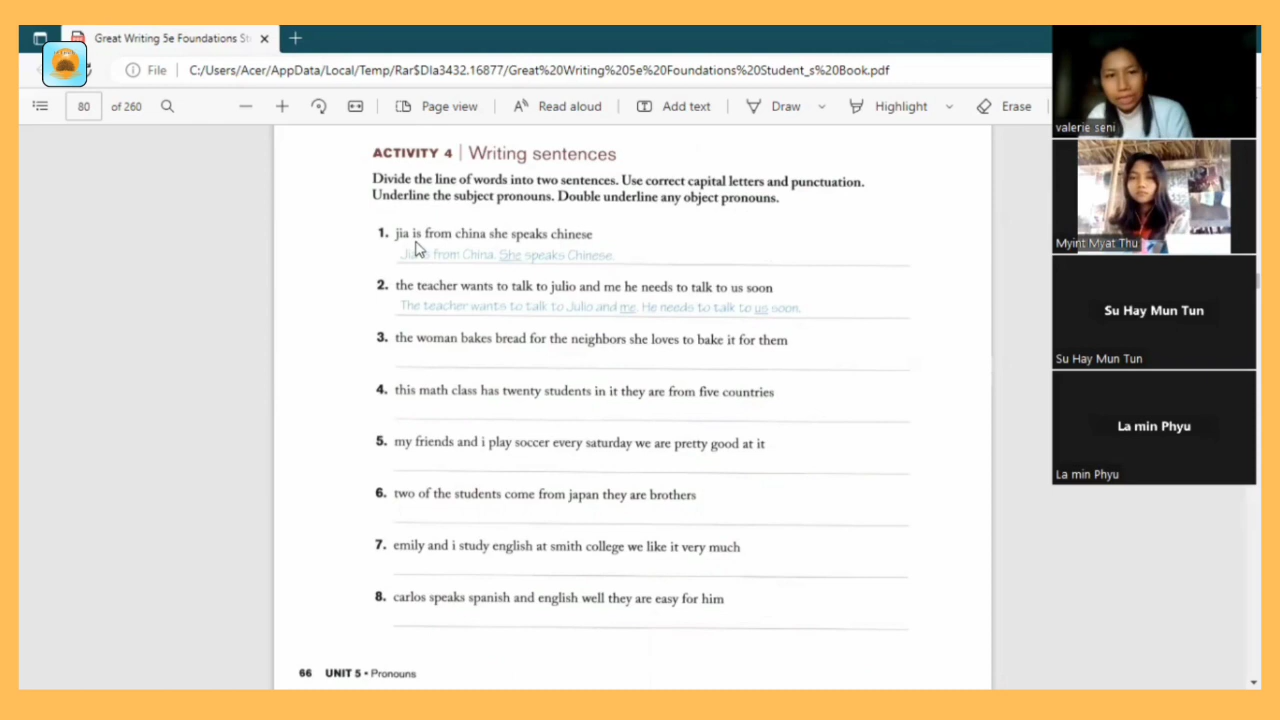 Great Writing 5e Foundations St
File C:/Users/Acer/AppData/Local/Temp/Rar$DIa3432.16877/Great%20Writing%205e%20Foundations%20Student_s%20Book.pdf
80 of 260 Page view Read aloud Add text Draw Highlight Erase
valerie seni
Myint Myat Thu
Su Hay Mun Tun
Su Hay Mun Tun
La min Phyu
La min Phyu
ACTIVITY 4 | Writing sentences
Divide the line of words into two sentences. Use correct capital letters and punctuation.
Underline the subject pronouns. Double underline any object pronouns.
1. jia is from china she speaks chinese
from China. She speaks Chinese.
2. the teacher wants to talk to julio and me he needs to talk to us soon
The teacher wants to talk to Julio and me. He needs to talk to us soon.
3. the woman bakes bread for the neighbors she loves to bake it for them
4. this math class has twenty students in it they are from five countries
5. my friends and i play soccer every saturday we are pretty good at it
6. two of the students come from japan they are brothers
7. emily and i study english at smith college we like it very much
8. carlos speaks spanish and english well they are easy for him
66 UNIT 5 • Pronouns